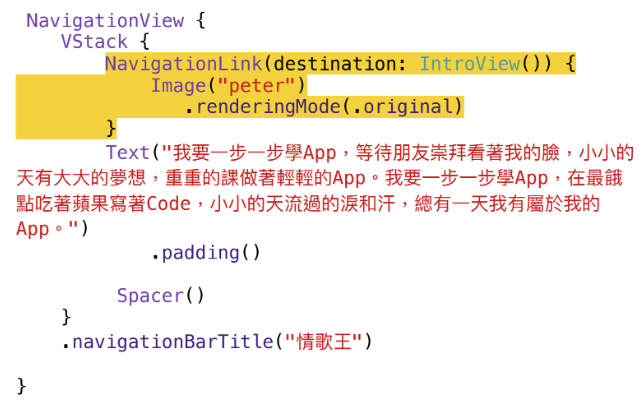 NavigationView {
VStack {
NavigationLink(destination: IntroView()) {
Image("peter")
.renderingMode(.original)
}
Text("我要一步一步學App，等待朋友崇拜看著我的臉，小小的
天有大大的夢想，重重的課做著輕輕的App。我要一步一步學App，在最餓
點吃著蘋果寫著Code，小小的天流過的淚和汗，總有一天我有屬於我的
App。")
.padding()
Spacer()
}
.navigationBarTitle("情歌王")
}